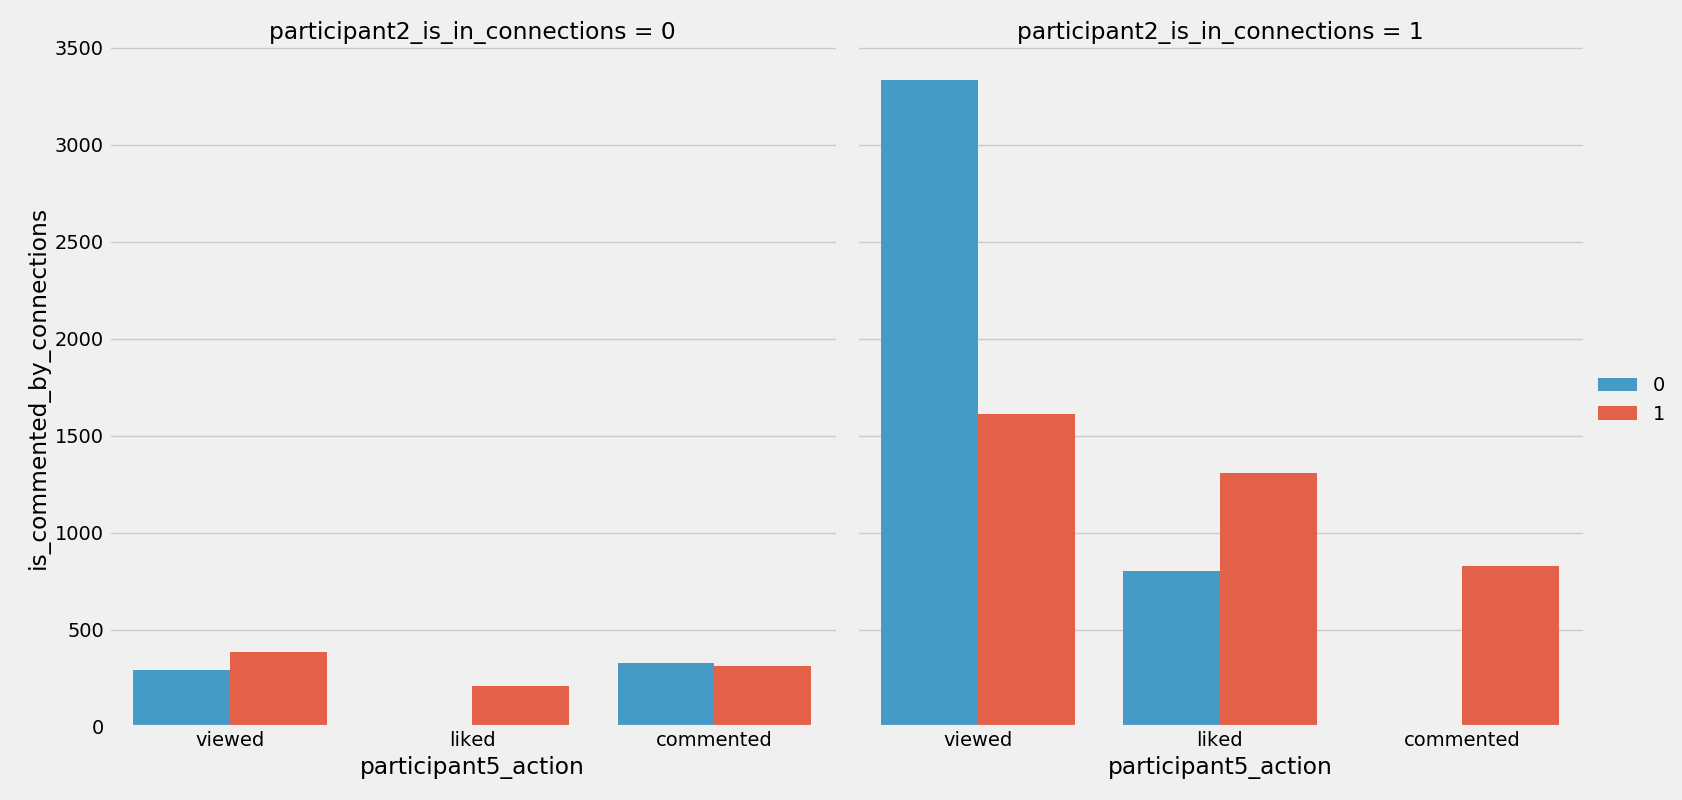 participant2_is_in_connections = 0
participant2_is_in_connections = 1
is_commented_by_connections
3500
3000
2500
2000
1500
1000
500
0
viewed
liked
commented
participant5_action
viewed
liked
commented
participant5_action
0
1